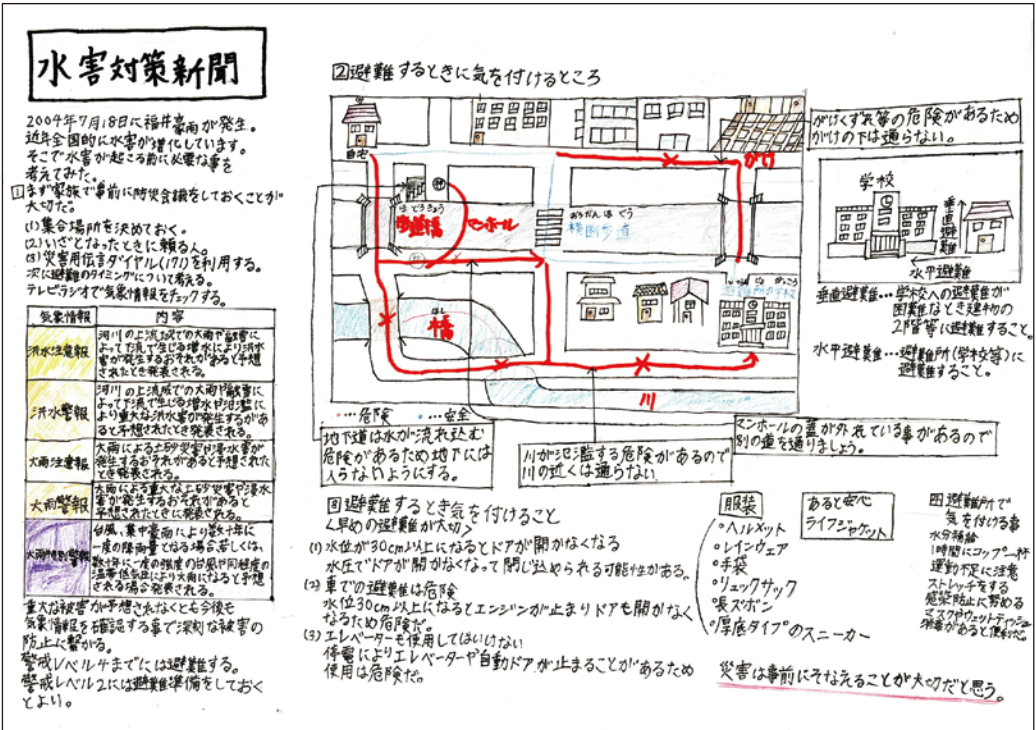 水害対策新聞
2004年7月18日に福井豪雨が発生。
近年全国的に水害が増化しています。
そこで水害が起こる前に必要な事を
考えてみた。
1 まず家族で事前に防災会議をしておくことが
大切だ。
(1)集合場所を決めておく。
(2)いざとなったときに頼る人。
(3)災害用伝言ダイヤル(171)を利用する。
次に避難のタイミングについて考える。
テレビラジオで気象情報をチェックする。
気象情報 内容
洪水注意報
河川の上流域での大雨や融雪に
よって下流で生じる増水により洪水
害が発生するおそれがあると予想
されたとき発表される。
洪水警報
河川の上流域での大雨や融雪に
よって下流で生じる増水や氾濫に
より重大な洪水害が発生するがあ
ると予想されたとき発表される。
大雨注意報
大雨による土砂災害や浸水害が
発生するおそれがあると予想された
とき発表される。
大雨警報
大雨による重大な土砂災害や浸水
害が発生するおそれがあると
予想されたときに発表される。
大雨特別警報
台風、集中豪雨により数十年に
一度の降雨量となる場合若しくは、
数十年に一度の強度の台風や同程度の
温帯低気圧により大雨になると予想
される場合発表される。
重大な被害が予想されなくとも今後も
気象情報を確認する事で深刻な被害の
防止に繋がる。
警戒レベル4までには避難する。
警戒レベル2には避難準備をしておく
とよい。
2 避難するときに気を付けるところ
自宅
がけ
ほどうきょう
歩道橋
マンホール
おうだんほどう
横断歩道
はし
橋
がっこう
避難所の学校
川
・…危険 ・…安全
がけくずれ等の危険があるため
がけの下は通らない。
学校
垂直避難
水平避難
垂直避難…学校への避難が
困難なとき建物の
2階等に避難すること。
水平避難…避難所(学校等)に
避難すること。
地下道は水が流れ込む
危険があるため地下には
入らないようにする。
川が氾濫する危険があるので
川の近くは通らない
マンホールの蓋が外れている事があるので
別の道を通りましょう。
3 避難するとき気を付けること
<早めの避難が大切>
(1)水位が30cm以上になるとドアが開かなくなる
水圧でドアが開かなくなって閉じ込められる可能性がある。
(2)車での避難は危険
水位30cm以上になるとエンジンが止まりドアも開かなく
なるため危険だ。
(3)エレベーターも使用してはいけない
停電によりエレベーターや自動ドアが止まることがあるため
使用は危険だ。
服装
・ヘルメット
・レインウェア
・手袋
・リュックサック
・長ズボン
・厚底タイプのスニーカー
あると安心
ライフジャケット
4 避難所で
気を付ける事
水分補給
1時間にコップ一杯
運動不足に注意
ストレッチをする
感染防止に努める
マスクやウェットティッシュ
消毒があると便利だ。
災害は事前にそなえることが大切だと思う。